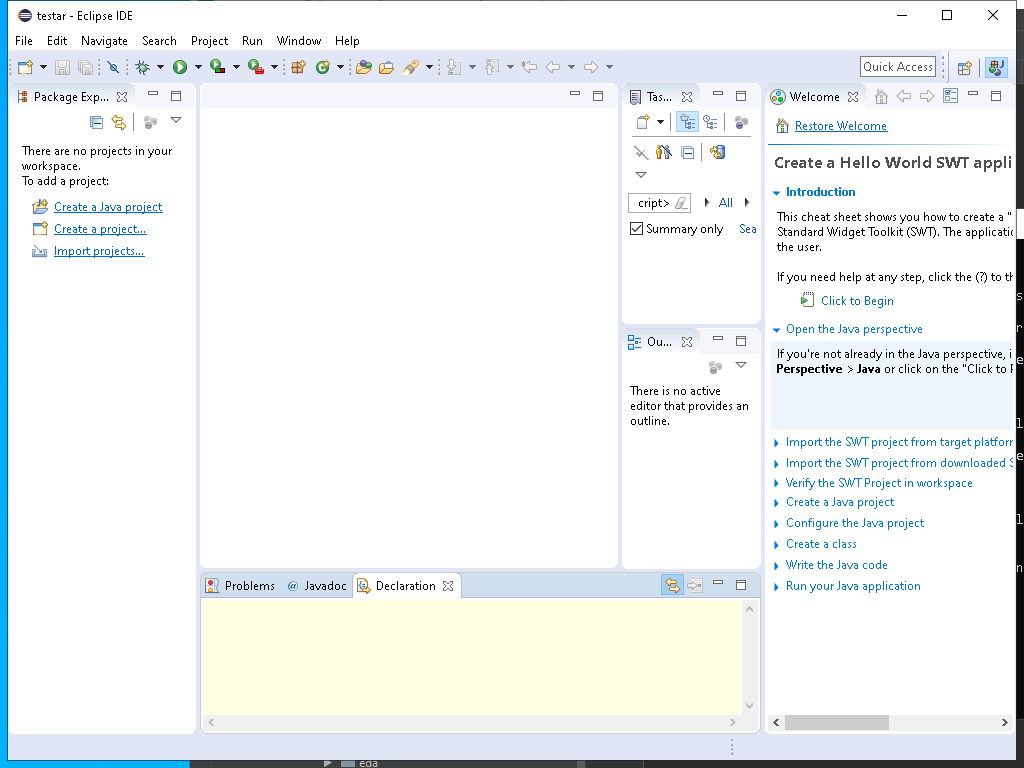 testar - Eclipse IDE
File Edit Navigate Search Project Run Window Help
Quick Access
Package Exp...
There are no projects in your
workspace.
To add a project:
Create a Java project
Create a project...
Import projects...
Tas...
cript>
All
Summary only
Sea
Ou...
There is no active
editor that provides an
outline.
Welcome
Restore Welcome
Create a Hello World SWT appli
Introduction
This cheat sheet shows you how to create a "
Standard Widget Toolkit (SWT). The applicatic
the user.
If you need help at any step, click the (?) to th
Click to Begin
Open the Java perspective
If you're not already in the Java perspective, i
Perspective > Java or click on the "Click to P
Import the SWT project from target platforr
Import the SWT project from downloaded S
Verify the SWT Project in workspace
Create a Java project
Configure the Java project
Create a class
Write the Java code
Run your Java application
Problems @ Javadoc Declaration
eda